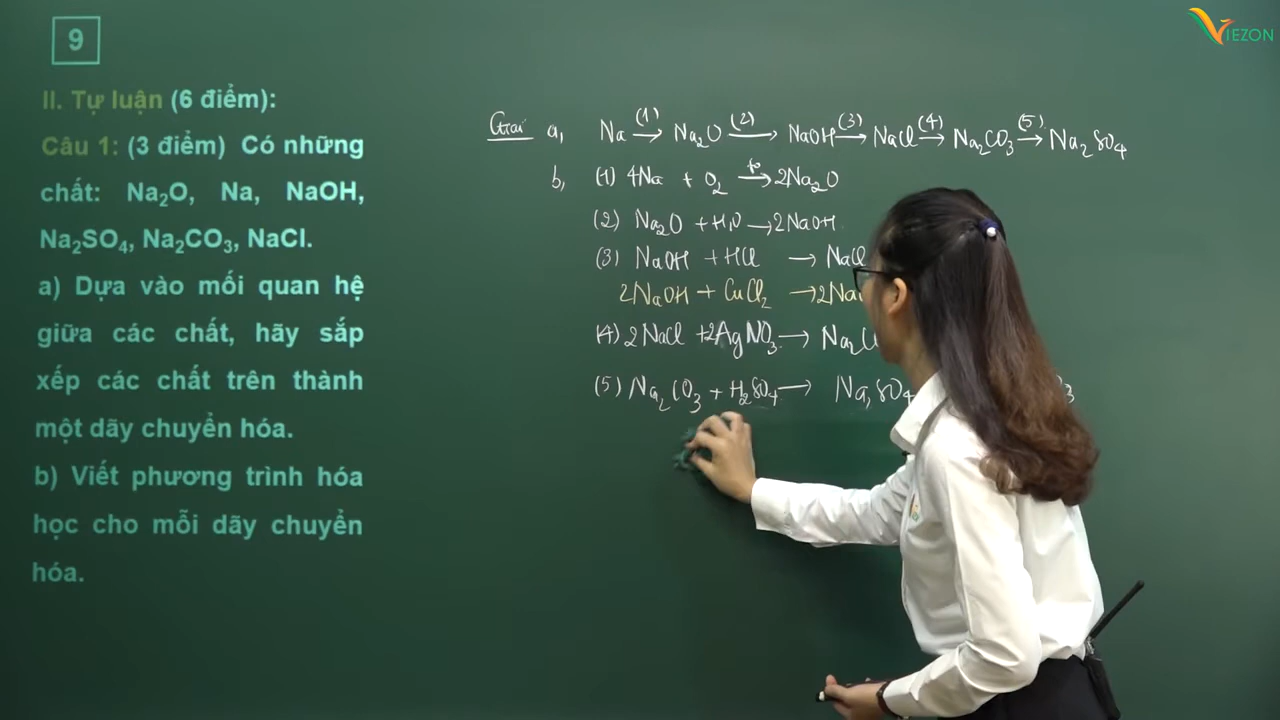 VIEZON
9
II. Tự luận (6 điểm):
Câu 1: (3 điểm) Có những
chất: Na₂O, Na, NaOH,
Na₂SO₄, Na₂CO₃, NaCl.
a) Dựa vào mối quan hệ
giữa các chất, hãy sắp
xếp các chất trên thành
một dãy chuyển hóa.
b) Viết phương trình hóa
học cho mỗi dãy chuyển
hóa.
Giải a, Na —(1)→ Na₂O —(2)→ NaOH —(3)→ NaCl —(4)→ Na₂CO₃ —(5)→ Na₂SO₄
b, (1) 4Na + O₂ —t°→ 2Na₂O
(2) Na₂O + H₂O → 2NaOH
(3) NaOH + HCl → NaCl
2NaOH + CuCl₂ → 2Na
(4) 2NaCl + 2AgNO₃ → Na₂C
(5) Na₂CO₃ + H₂SO₄ → Na₂SO₄